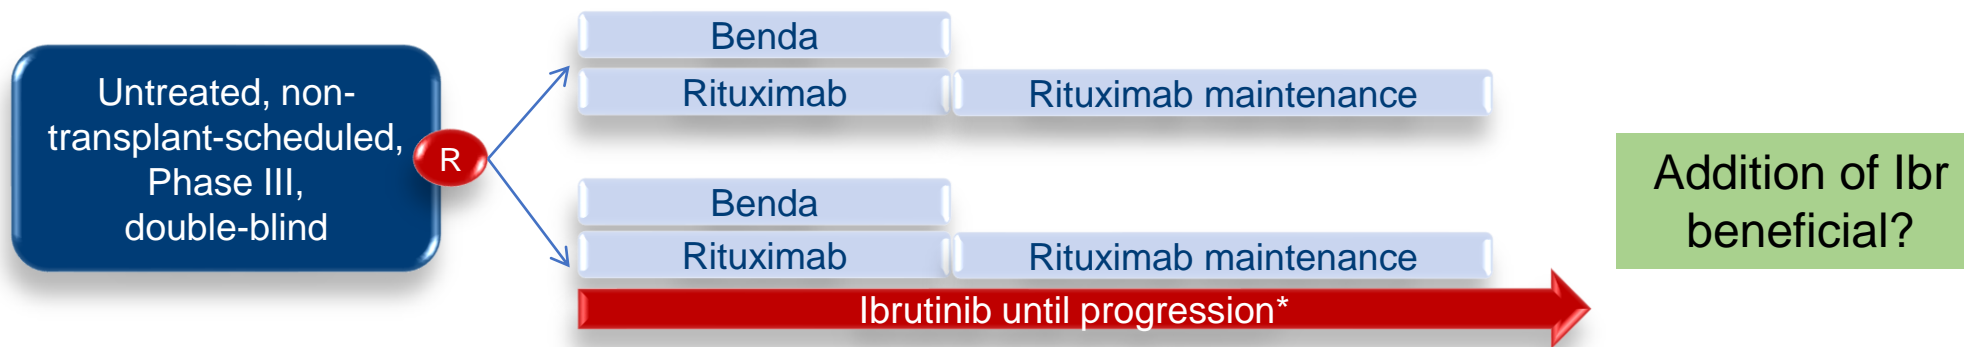 Untreated, non-
transplant-scheduled,
Phase III,
double-blind
R
Benda
Rituximab
Rituximab maintenance
Benda
Rituximab
Rituximab maintenance
Ibrutinib until progression*
Addition of Ibr
beneficial?